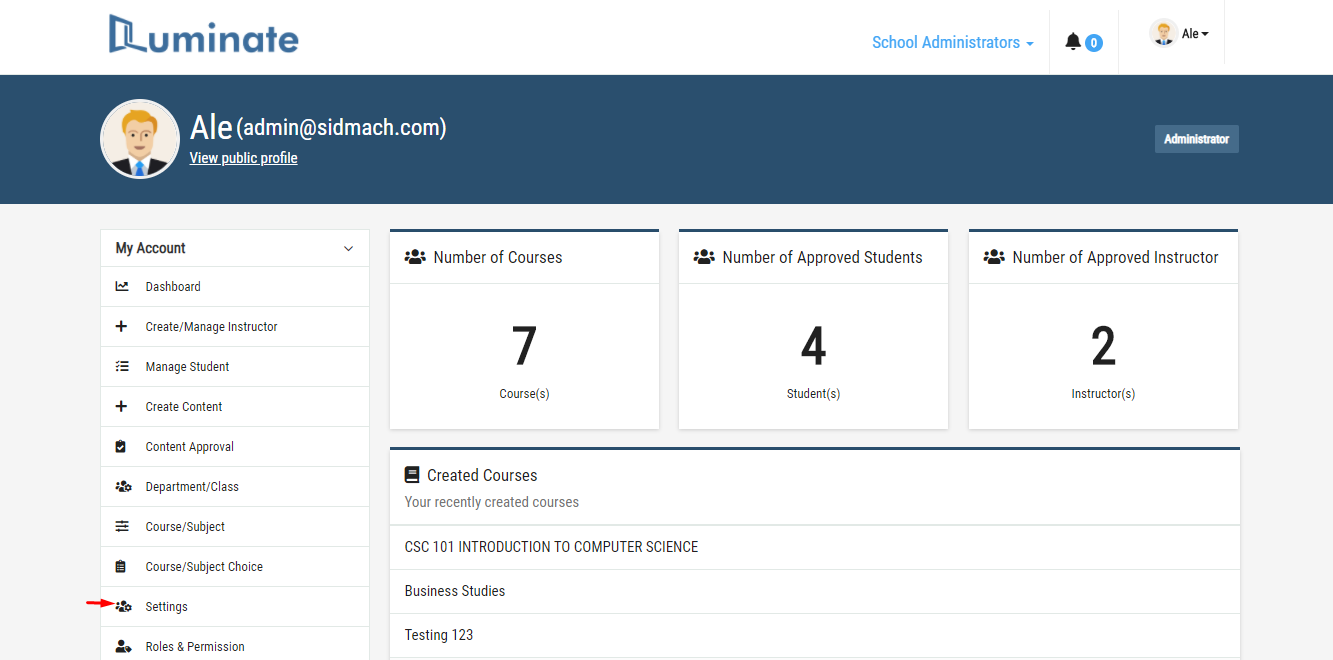 Luminate
School Administrators
0
Ale
Ale (admin@sidmach.com)
View public profile
Administrator
My Account
Dashboard
Create/Manage Instructor
Manage Student
Create Content
Content Approval
Department/Class
Course/Subject
Course/Subject Choice
Settings
Roles & Permission
Number of Courses
7
Course(s)
Number of Approved Students
4
Student(s)
Number of Approved Instructor
2
Instructor(s)
Created Courses
Your recently created courses
CSC 101 INTRODUCTION TO COMPUTER SCIENCE
Business Studies
Testing 123